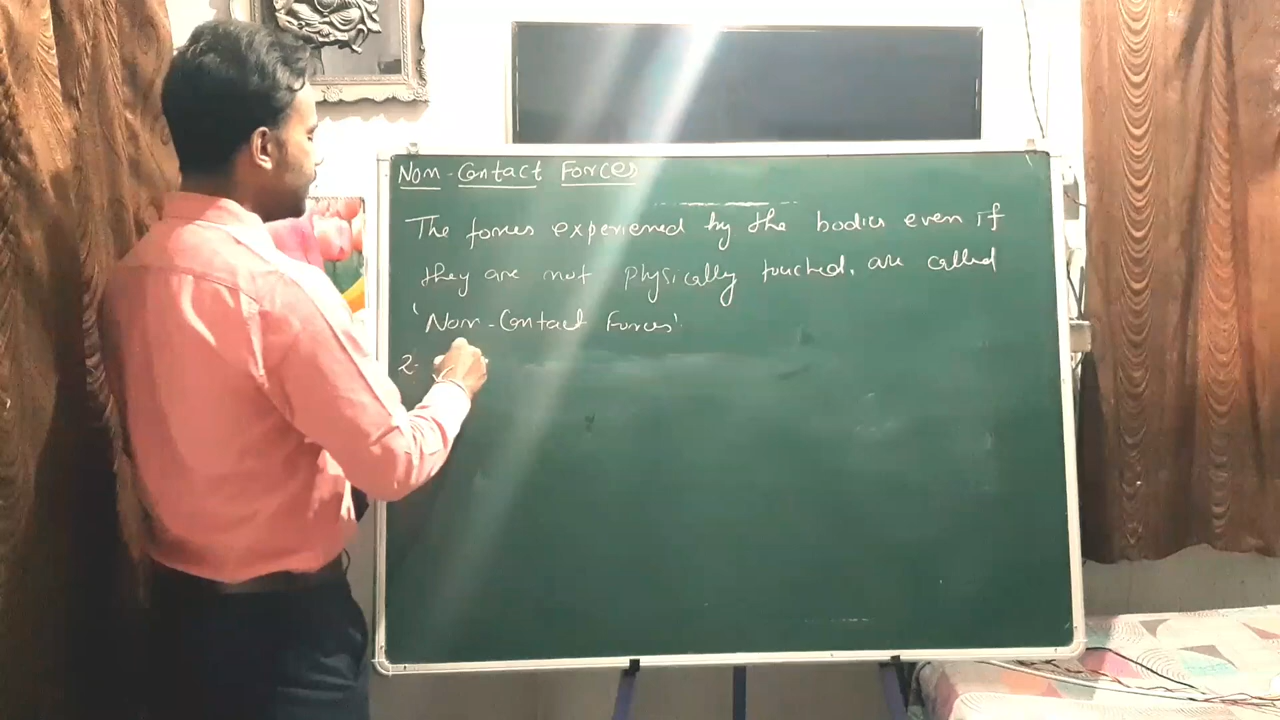 Non-Contact Forces
The forces experienced by the bodies even if
they are not physically touched, are called
'Non-Contact Forces'.
2.